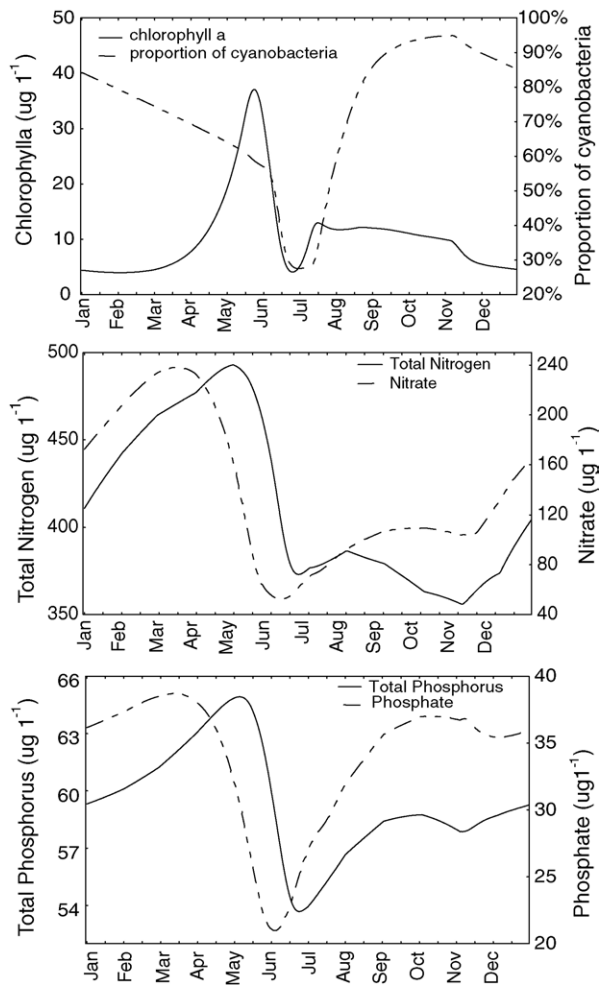 50
40
30
20
10
0
Chlorophylla (ug 1⁻¹)
chlorophyll a
proportion of cyanobacteria
100%
90%
80%
70%
60%
50%
40%
30%
20%
Proportion of cyanobacteria
Jan
Feb
Mar
Apr
May
Jun
Jul
Aug
Sep
Oct
Nov
Dec
500
450
400
350
Total Nitrogen (ug 1⁻¹)
Total Nitrogen
Nitrate
240
200
160
120
80
40
Nitrate (ug 1⁻¹)
Jan
Feb
Mar
Apr
May
Jun
Jul
Aug
Sep
Oct
Nov
Dec
66
63
60
57
54
Total Phosphorus (ug 1⁻¹)
Total Phosphorus
Phosphate
40
35
30
25
20
Phosphate (ug1⁻¹)
Jan
Feb
Mar
Apr
May
Jun
Jul
Aug
Sep
Oct
Nov
Dec